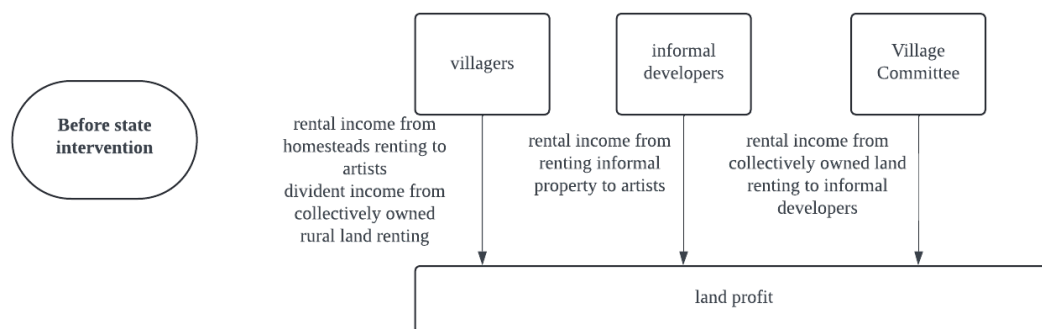 villagers
informal
developers
Village
Committee
Before state
intervention
rental income from
homesteads renting to
artists
divident income from
collectively owned
rural land renting
rental income from
renting informal
property to artists
rental income from
collectively owned land
renting to informal
developers
land profit